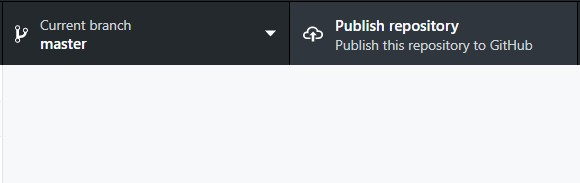 Current branch
master
Publish repository
Publish this repository to GitHub